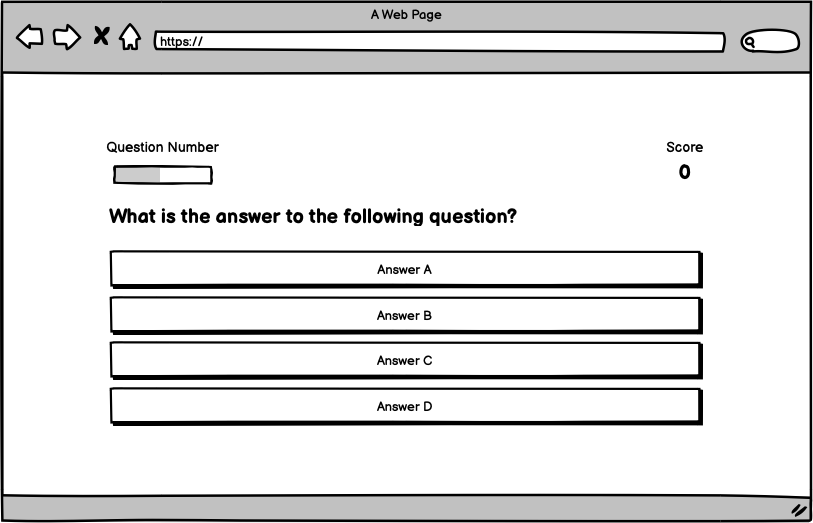 A Web Page
https://
Question Number
Score
0
What is the answer to the following question?
Answer A
Answer B
Answer C
Answer D